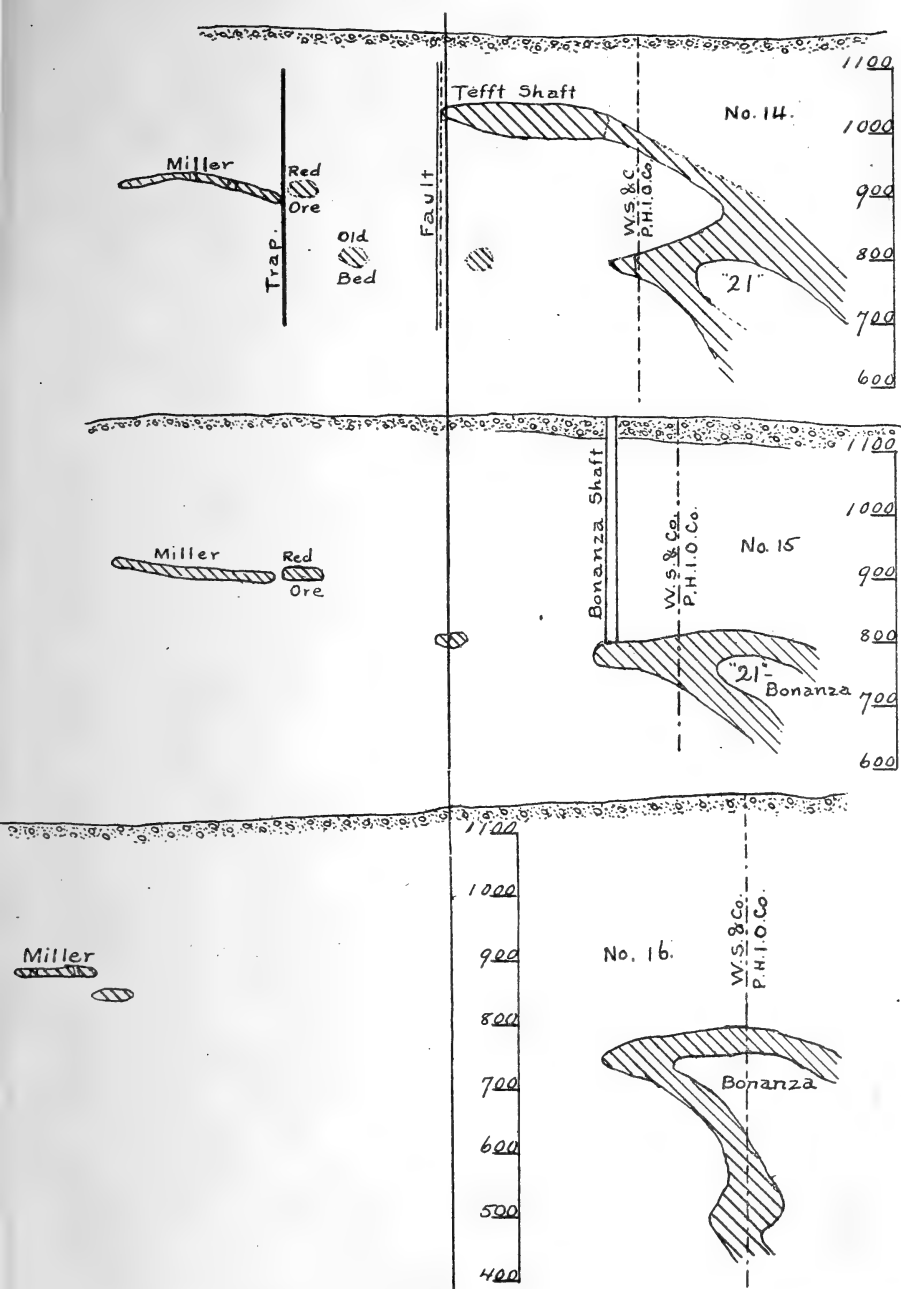 Tefft Shaft
No. 14.
1100
1000
900
800
700
600
Miller
Red
Ore
Trap.
Old
Bed
Fault
W.S.&C.
P.H.I.O.Co.
"21"
Bonanza Shaft
W.S.&Co.
P.H.I.O.Co.
No. 15
1100
1000
900
800
700
600
Miller
Red
Ore
"21"-
Bonanza
1100
1000
900
800
700
600
500
400
Miller
No. 16.
W.S.&Co.
P.H.I.O.Co.
Bonanza